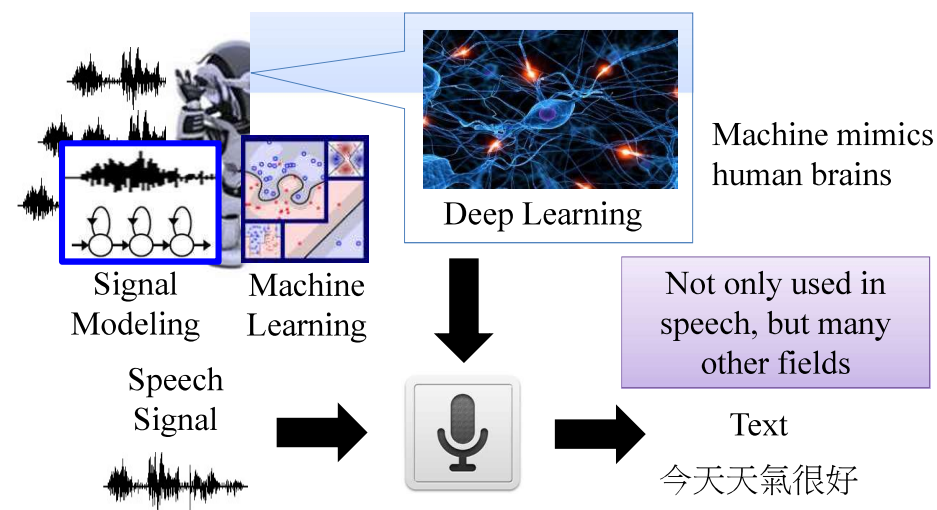 Machine mimics
human brains
Deep Learning
Signal
Modeling
Machine
Learning
Not only used in
speech, but many
other fields
Speech
Signal
Text
今天天氣很好